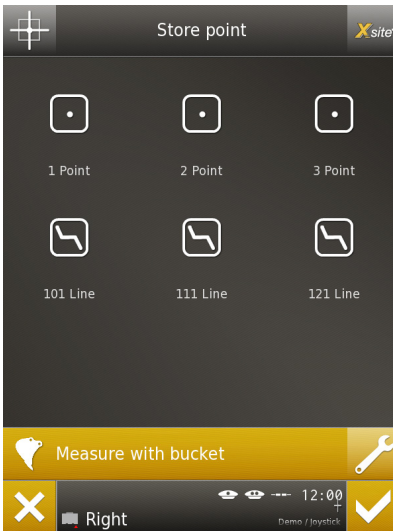 Store point
Xsite
1 Point
2 Point
3 Point
101 Line
111 Line
121 Line
Measure with bucket
12:00
Right
Demo / Joystick